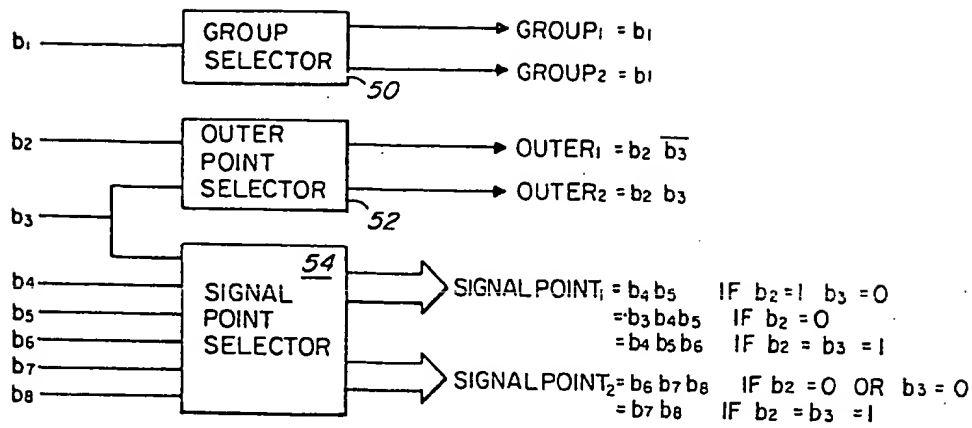 b₁
GROUP
SELECTOR
50
GROUP₁ = b₁
GROUP₂ = b₁
b₂
b₃
OUTER
POINT
SELECTOR
52
OUTER₁ = b₂ b̅₃̅
OUTER₂ = b₂ b₃
b₄
b₅
b₆
b₇
b₈
54
SIGNAL
POINT
SELECTOR
SIGNAL POINT₁ = b₄ b₅ IF b₂ = 1 b₃ = 0
= b₃ b₄ b₅ IF b₂ = 0
= b₄ b₅ b₆ IF b₂ = b₃ = 1
SIGNAL POINT₂ = b₆ b₇ b₈ IF b₂ = 0 OR b₃ = 0
= b₇ b₈ IF b₂ = b₃ = 1